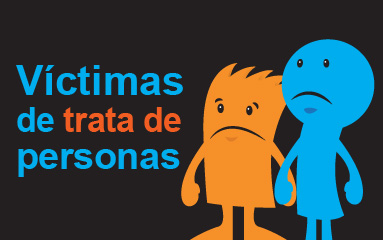 Víctimas
de trata de
personas